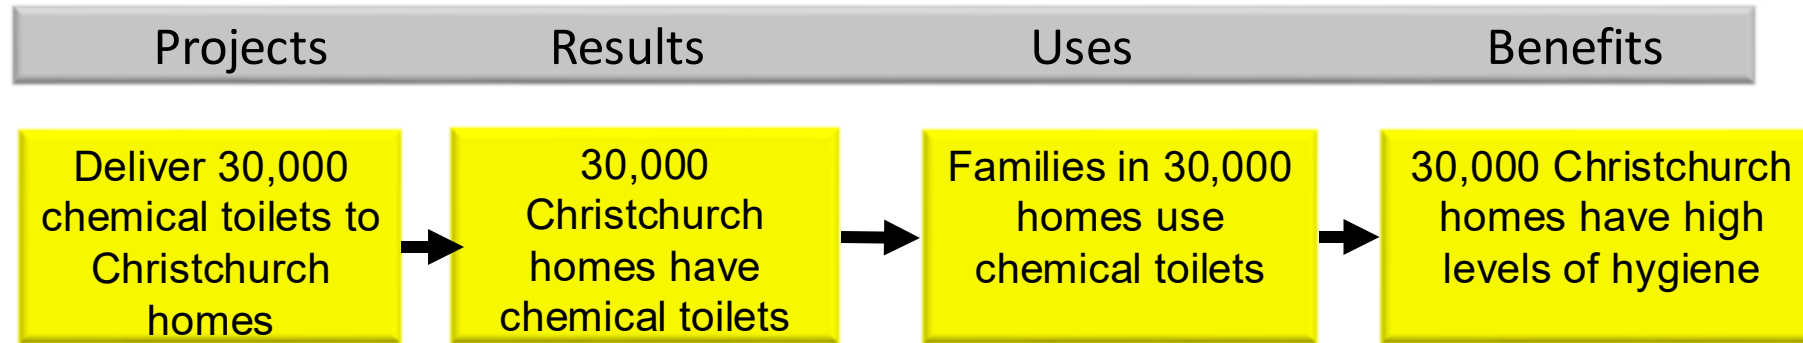 Projects Results Uses Benefits
Deliver 30,000
chemical toilets to
Christchurch
homes
30,000
Christchurch
homes have
chemical toilets
Families in 30,000
homes use
chemical toilets
30,000 Christchurch
homes have high
levels of hygiene